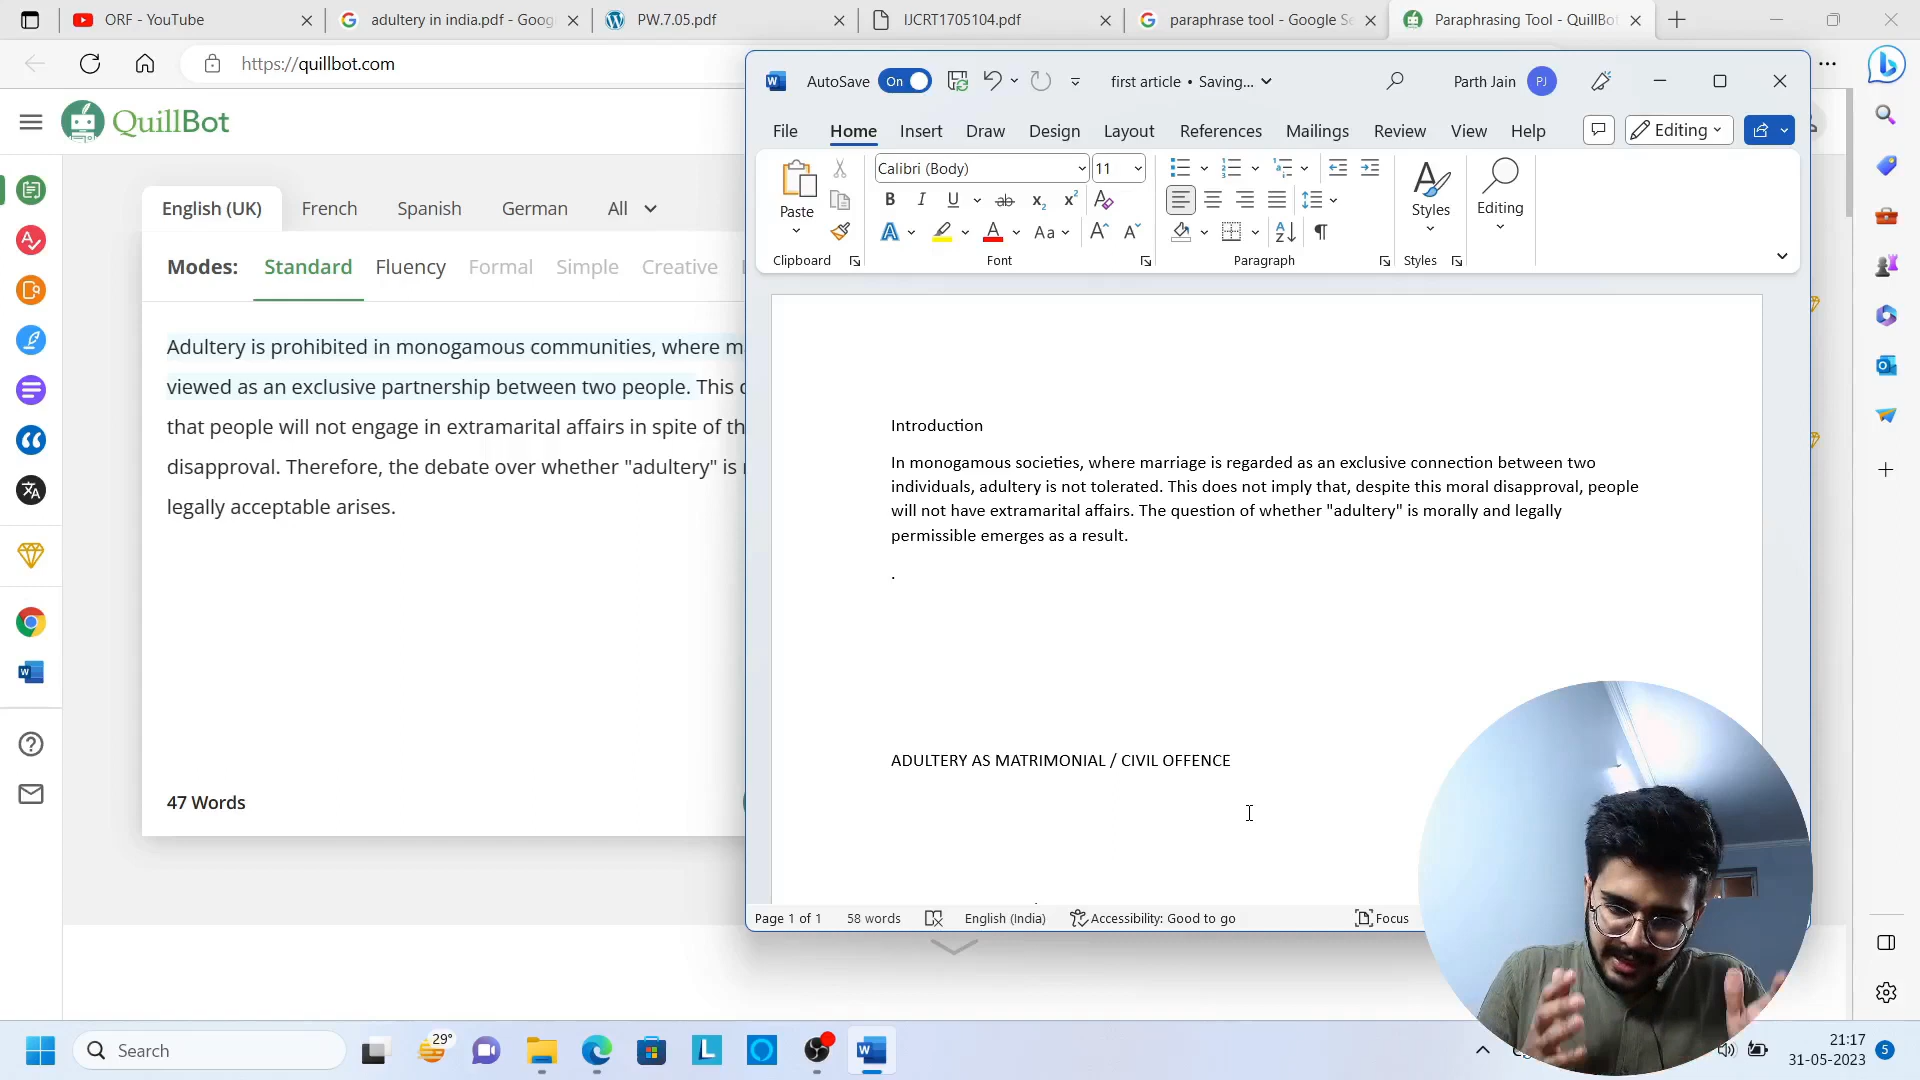 ORF - YouTube
adultery in india.pdf - Goog
PW.7.05.pdf
IJCRT1705104.pdf
paraphrase tool - Google Se
Paraphrasing Tool - QuillBo
https://quillbot.com
QuillBot
English (UK)
French
Spanish
German
All
Modes:
Standard
Fluency
Formal
Simple
Creative
Adultery is prohibited in monogamous communities, where ma
viewed as an exclusive partnership between two people. This
that people will not engage in extramarital affairs in spite of th
disapproval. Therefore, the debate over whether "adultery" is
legally acceptable arises.
47 Words
AutoSave
On
first article • Saving...
Parth Jain
PJ
File
Home
Insert
Draw
Design
Layout
References
Mailings
Review
View
Help
Editing
Paste
Clipboard
Calibri (Body)
11
Font
Paragraph
Styles
Styles
Editing
Introduction
In monogamous societies, where marriage is regarded as an exclusive connection between two
individuals, adultery is not tolerated. This does not imply that, despite this moral disapproval, people
will not have extramarital affairs. The question of whether "adultery" is morally and legally
permissible emerges as a result.
.
ADULTERY AS MATRIMONIAL / CIVIL OFFENCE
Page 1 of 1
58 words
English (India)
Accessibility: Good to go
Focus
Search
29°
21:17
31-05-2023
5